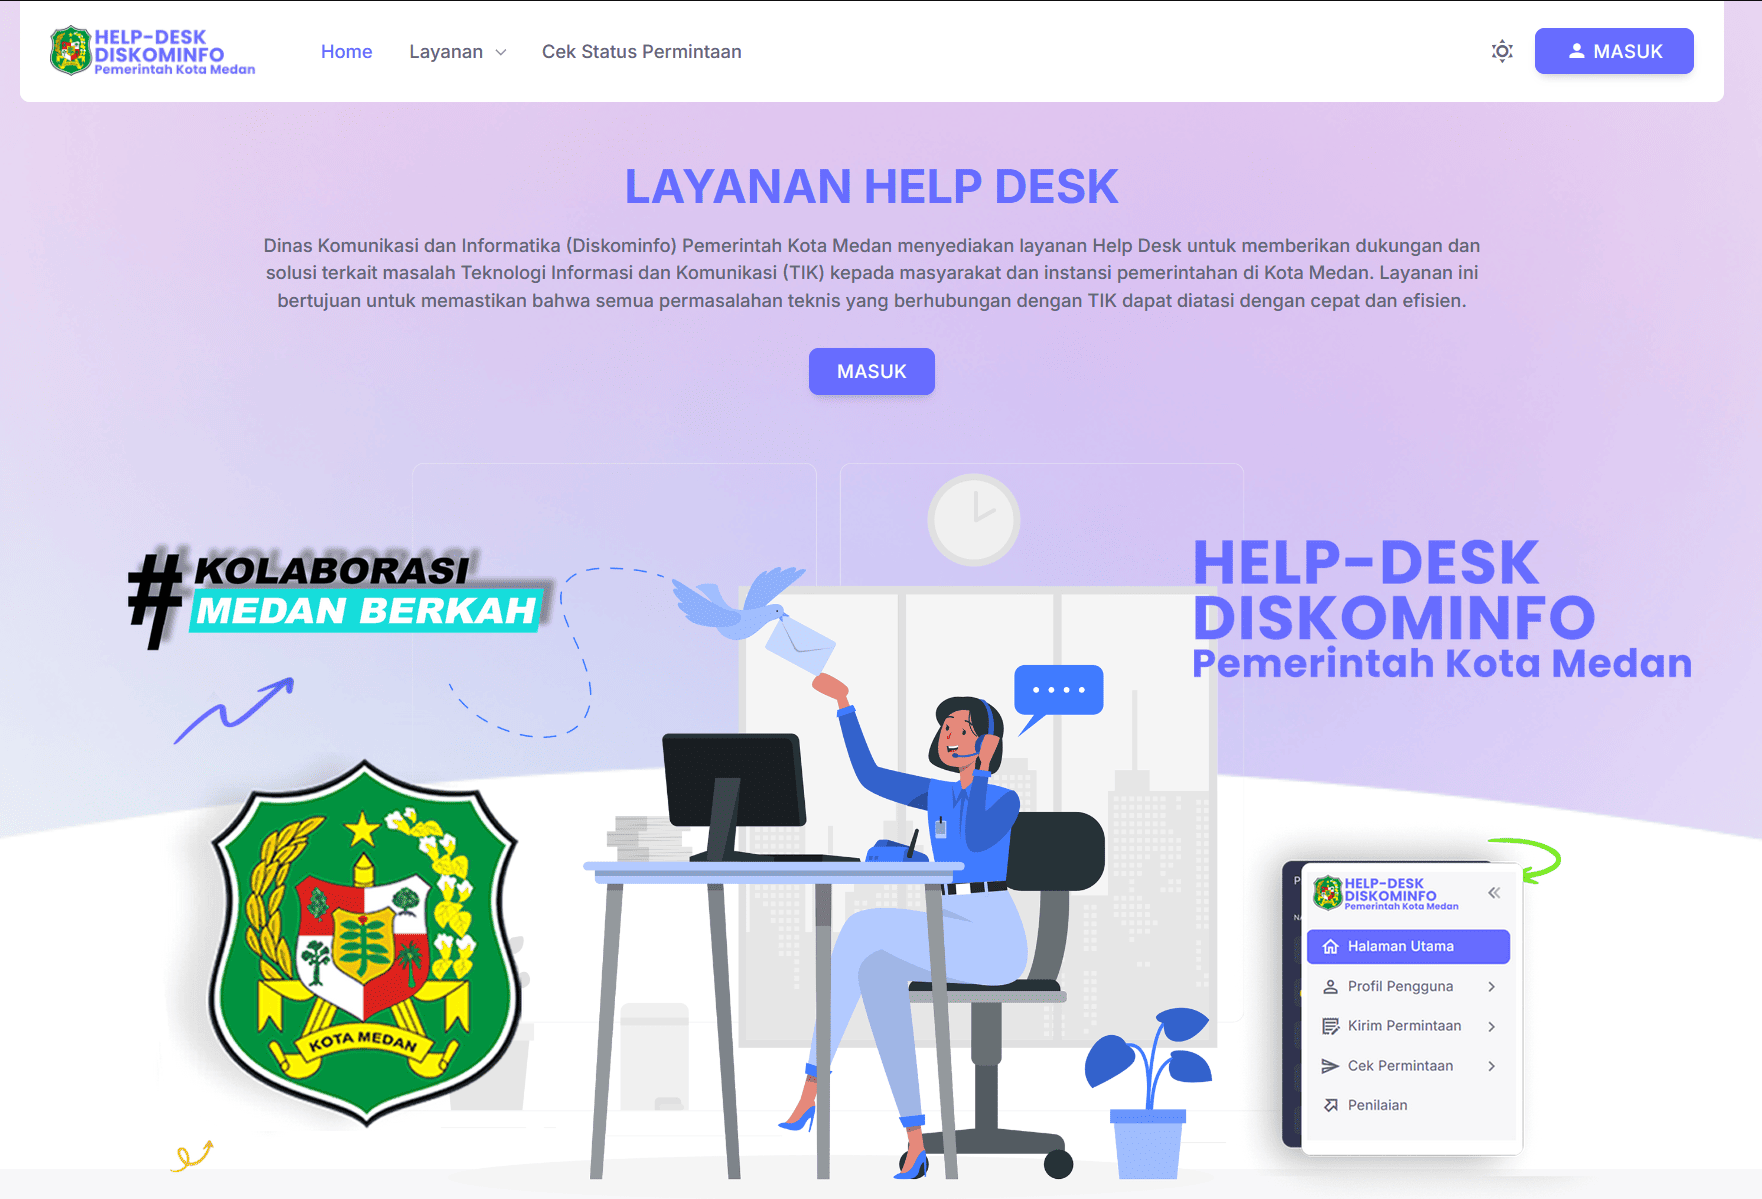 HELP-DESK
DISKOMINFO
Pemerintah Kota Medan
Home
Layanan
Cek Status Permintaan
MASUK
LAYANAN HELP DESK
Dinas Komunikasi dan Informatika (Diskominfo) Pemerintah Kota Medan menyediakan layanan Help Desk untuk memberikan dukungan dan
solusi terkait masalah Teknologi Informasi dan Komunikasi (TIK) kepada masyarakat dan instansi pemerintahan di Kota Medan. Layanan ini
bertujuan untuk memastikan bahwa semua permasalahan teknis yang berhubungan dengan TIK dapat diatasi dengan cepat dan efisien.
MASUK
#KOLABORASI
MEDAN BERKAH
HELP-DESK
DISKOMINFO
Pemerintah Kota Medan
KOTA MEDAN
HELP-DESK
DISKOMINFO
Pemerintah Kota Medan
Halaman Utama
Profil Pengguna
Kirim Permintaan
Cek Permintaan
Penilaian